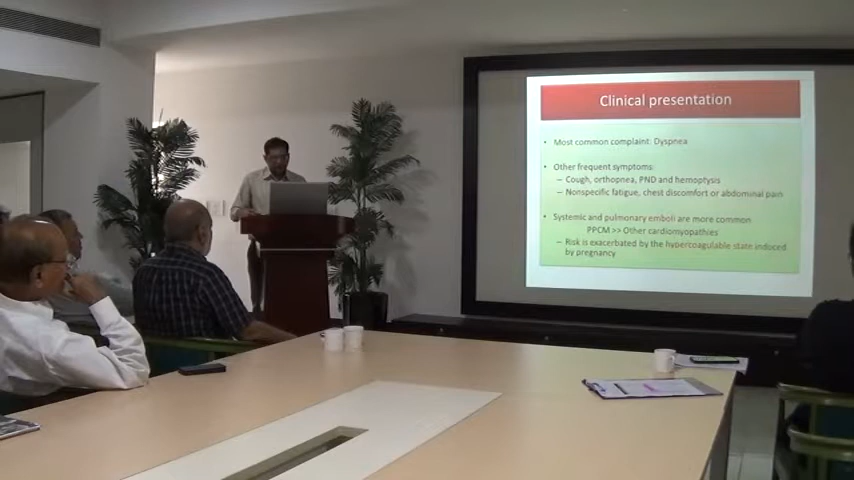 Clinical presentation
• Most common complaint: Dyspnea
• Other frequent symptoms
– Cough, orthopnea, PND and hemoptysis
– Nonspecific fatigue, chest discomfort or abdominal pain
• Systemic and pulmonary emboli are more common
PPCM >> Other cardiomyopathies
– Risk is exacerbated by the hypercoagulable state induced
by pregnancy